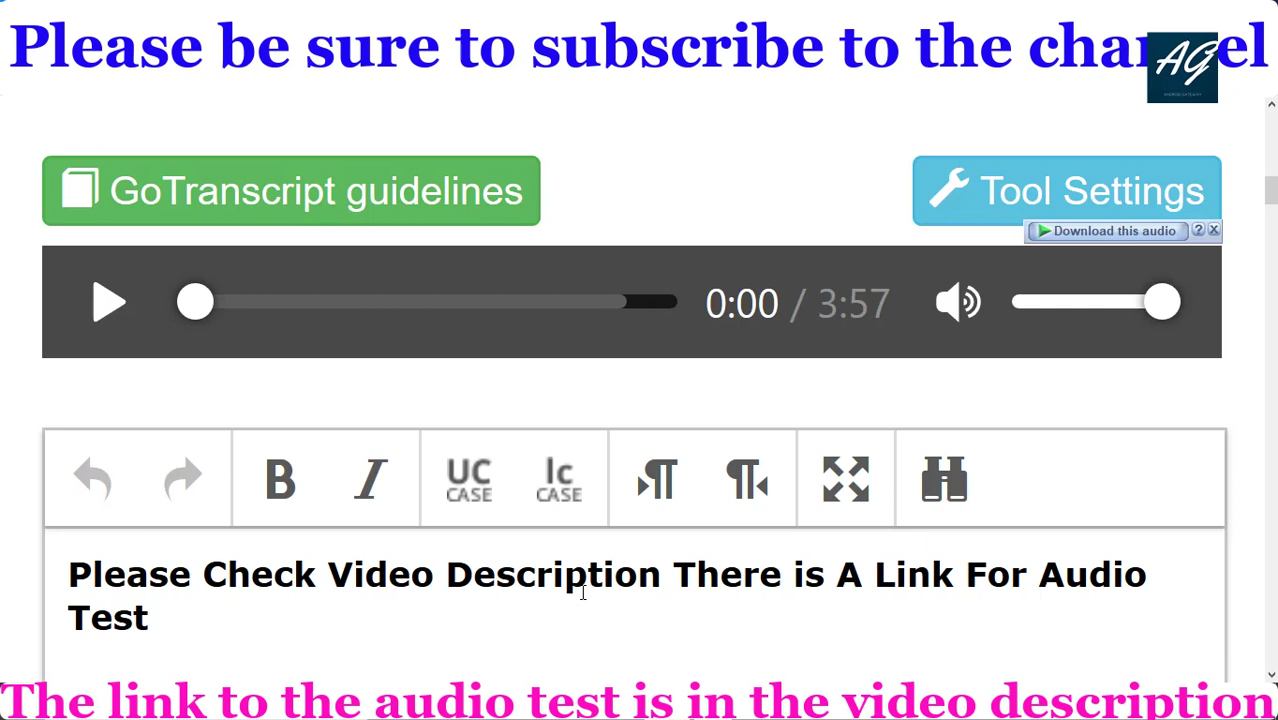 Please be sure to subscribe to the channel
AG
GoTranscript guidelines
Tool Settings
Download this audio ? X
0:00 / 3:57
B I UC CASE lc CASE
Please Check Video Description There is A Link For Audio
Test
The link to the audio test is in the video description